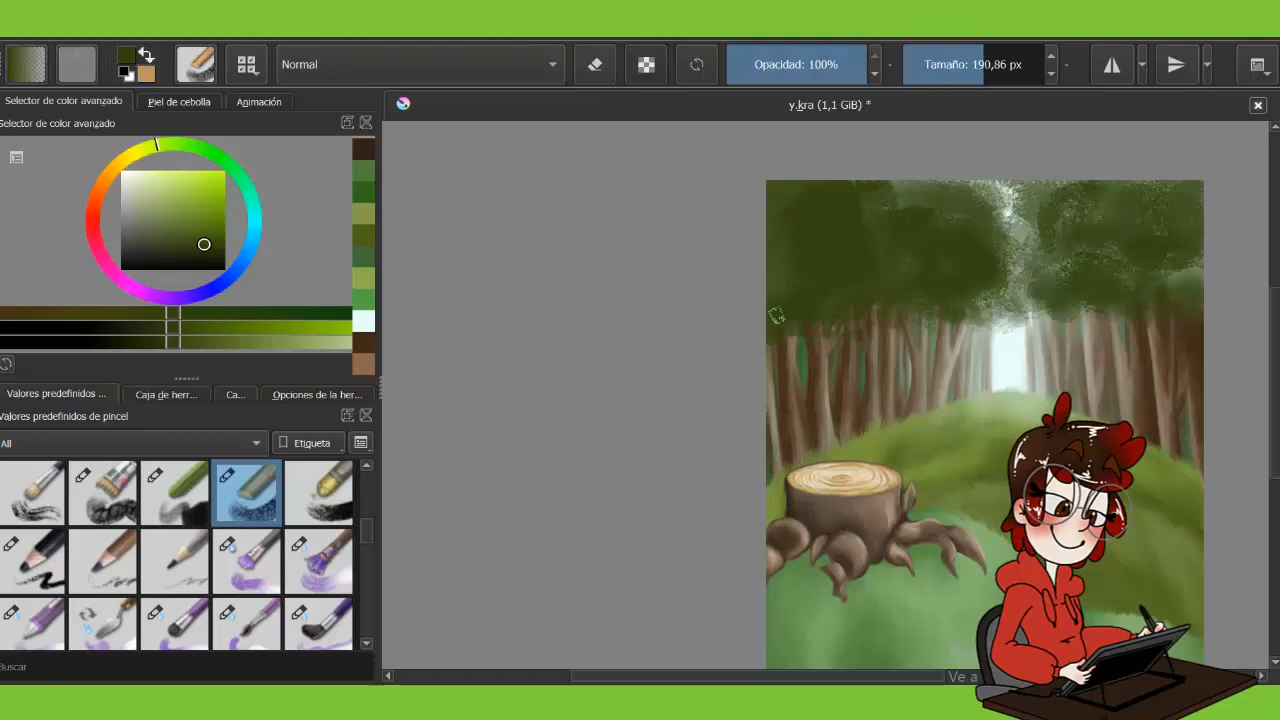 Normal
Opacidad: 100%
Tamaño: 190,86 px
Selector de color avanzado
Piel de cebolla
Animación
y.kra (1,1 GiB) *
Selector de color avanzado
Valores predefinidos ...
Caja de herr...
Ca...
Opciones de la her...
Valores predefinidos de pincel
All
Etiqueta
Buscar
Ve a